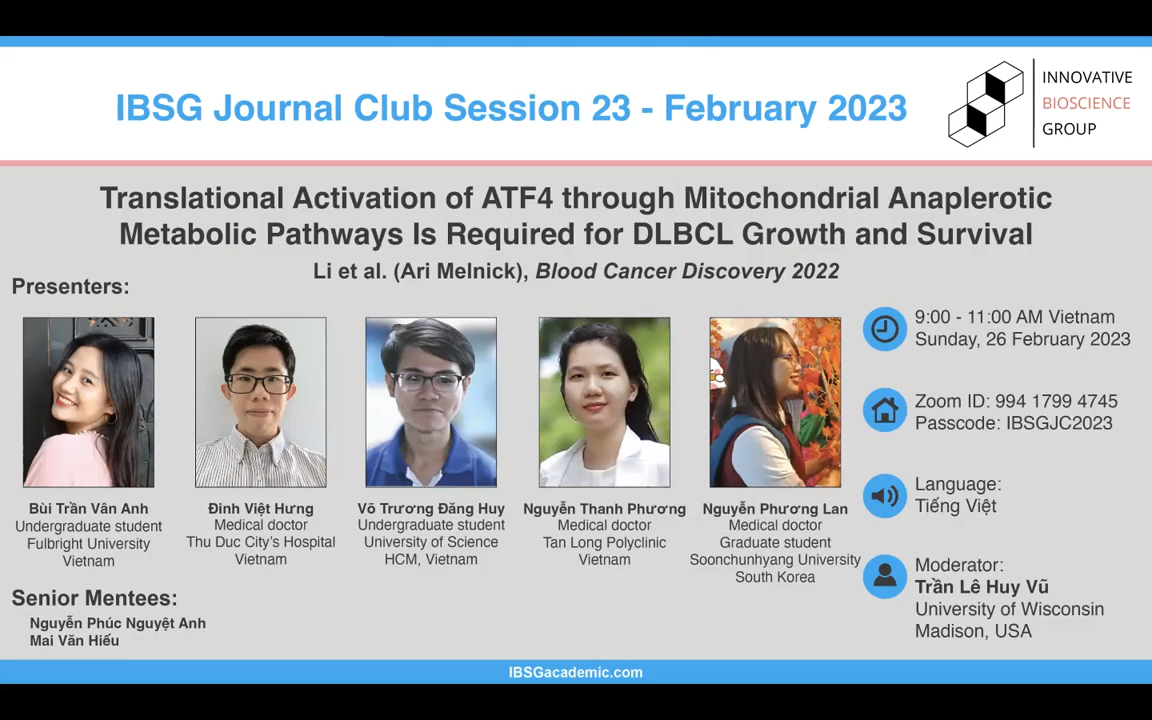 IBSG Journal Club Session 23 - February 2023
INNOVATIVE
BIOSCIENCE
GROUP
Translational Activation of ATF4 through Mitochondrial Anaplerotic
Metabolic Pathways Is Required for DLBCL Growth and Survival
Li et al. (Ari Melnick), Blood Cancer Discovery 2022
Presenters:
Bùi Trần Vân Anh
Undergraduate student
Fulbright University
Vietnam
Đinh Việt Hưng
Medical doctor
Thu Duc City's Hospital
Vietnam
Võ Trương Đăng Huy
Undergraduate student
University of Science
HCM, Vietnam
Nguyễn Thanh Phương
Medical doctor
Tan Long Polyclinic
Vietnam
Nguyễn Phương Lan
Medical doctor
Graduate student
Soonchunhyang University
South Korea
9:00 - 11:00 AM Vietnam
Sunday, 26 February 2023
Zoom ID: 994 1799 4745
Passcode: IBSGJC2023
Language:
Tiếng Việt
Moderator:
Trần Lê Huy Vũ
University of Wisconsin
Madison, USA
Senior Mentees:
Nguyễn Phúc Nguyệt Anh
Mai Văn Hiếu
IBSGacademic.com